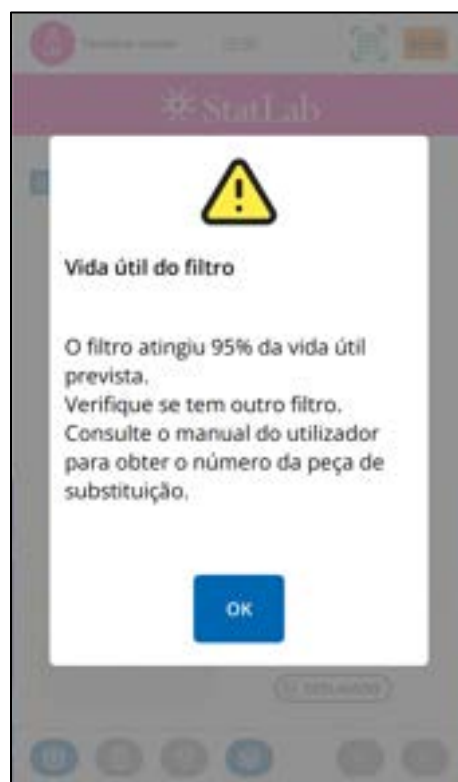 StatLab
Vida útil do filtro
O filtro atingiu 95% da vida útil
prevista.
Verifique se tem outro filtro.
Consulte o manual do utilizador
para obter o número da peça de
substituição.
OK